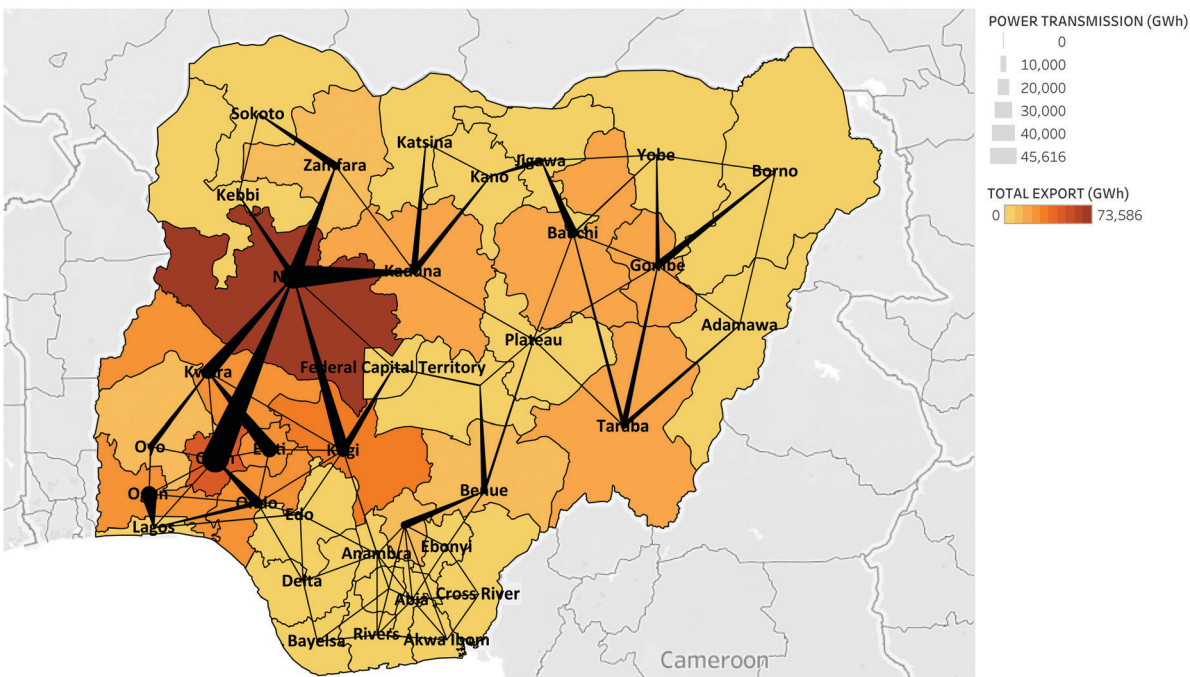 POWER TRANSMISSION (GWh)
0
10,000
20,000
30,000
40,000
45,616
TOTAL EXPORT (GWh)
0 73,586
Sokoto
Zamfara
Katsina
Kano
Jigawa
Yobe
Borno
Kebbi
Bauchi
Gombe
Kaduna
Adamawa
Plateau
Federal Capital Territory
Kwara
Taraba
Oyo
Ekiti
Kogi
Ogun
Ondo
Edo
Benue
Lagos
Anambra
Ebonyi
Delta
Abia
Cross River
Bayelsa
Rivers
Akwa Ibom
Cameroon